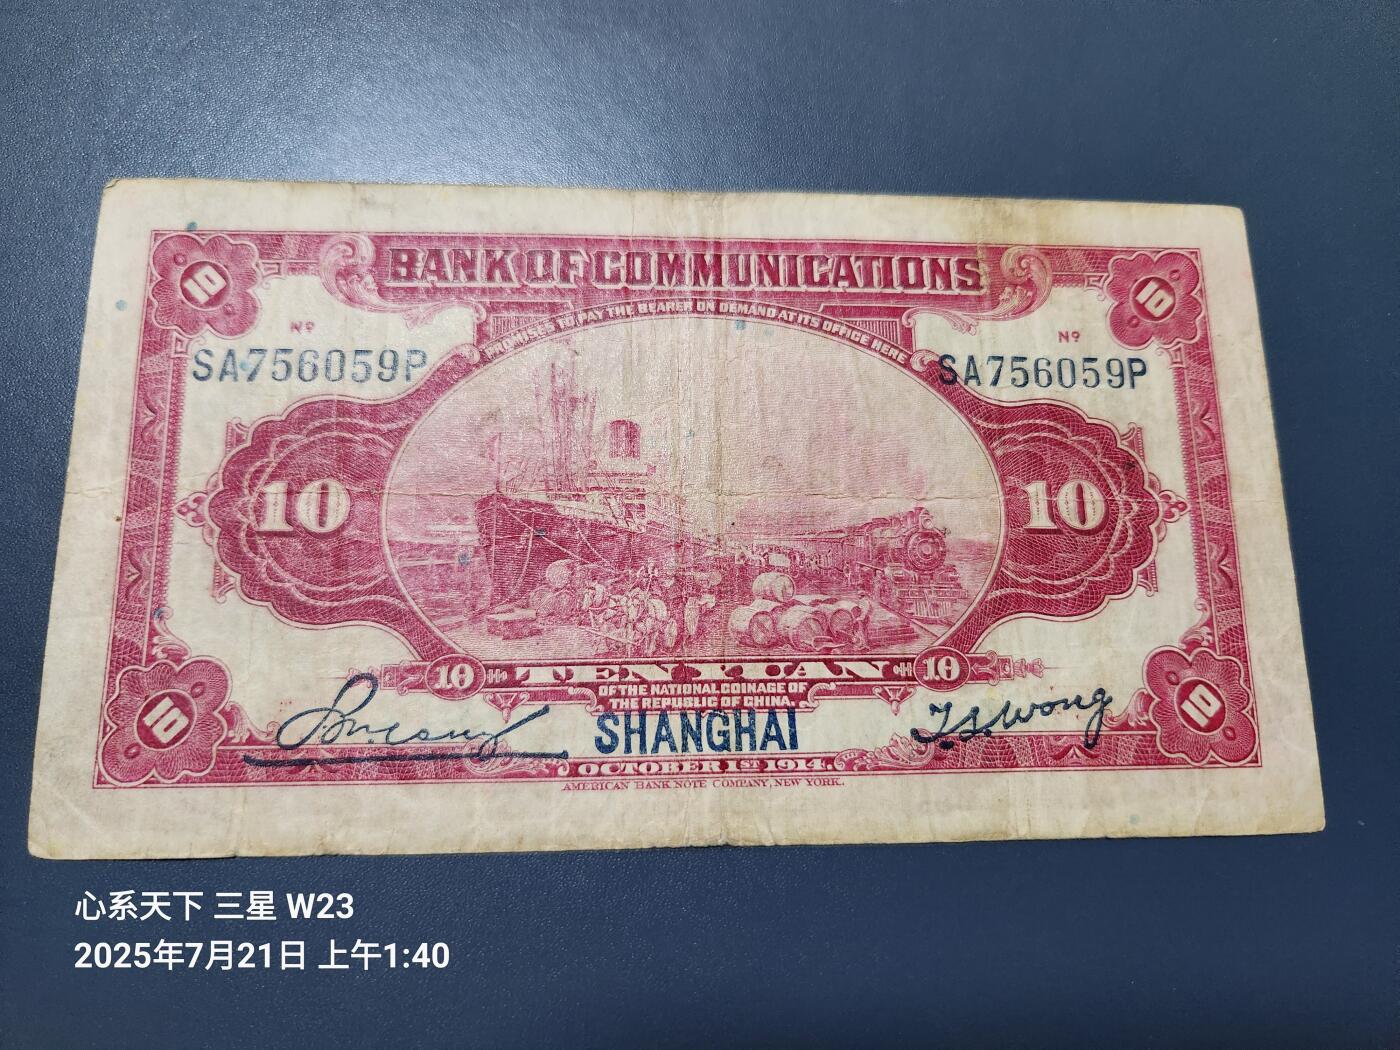 10 BANK OF COMMUNICATIONS 10
PROMISES TO PAY THE BEARER ON DEMAND AT ITS OFFICE HERE
Nº Nº
SA756059P SA756059P
10 10
10 TEN YUAN 10
OF THE NATIONAL COINAGE OF
THE REPUBLIC OF CHINA.
10 10
T.S. Wong
SHANGHAI
OCTOBER 1ST 1914.
AMERICAN BANK NOTE COMPANY, NEW YORK.
心系天下 三星 W23
2025年7月21日 上午1:40